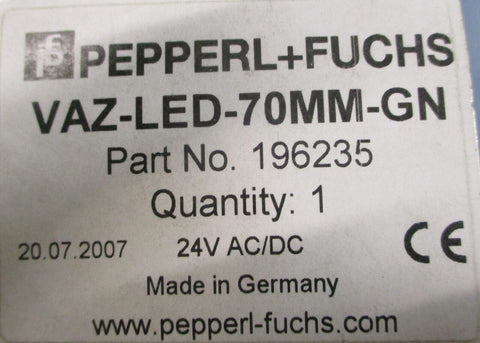 PEPPERL+FUCHS
VAZ-LED-70MM-GN
Part No. 196235
Quantity: 1
20.07.2007 24V AC/DC CE
Made in Germany
www.pepperl-fuchs.com